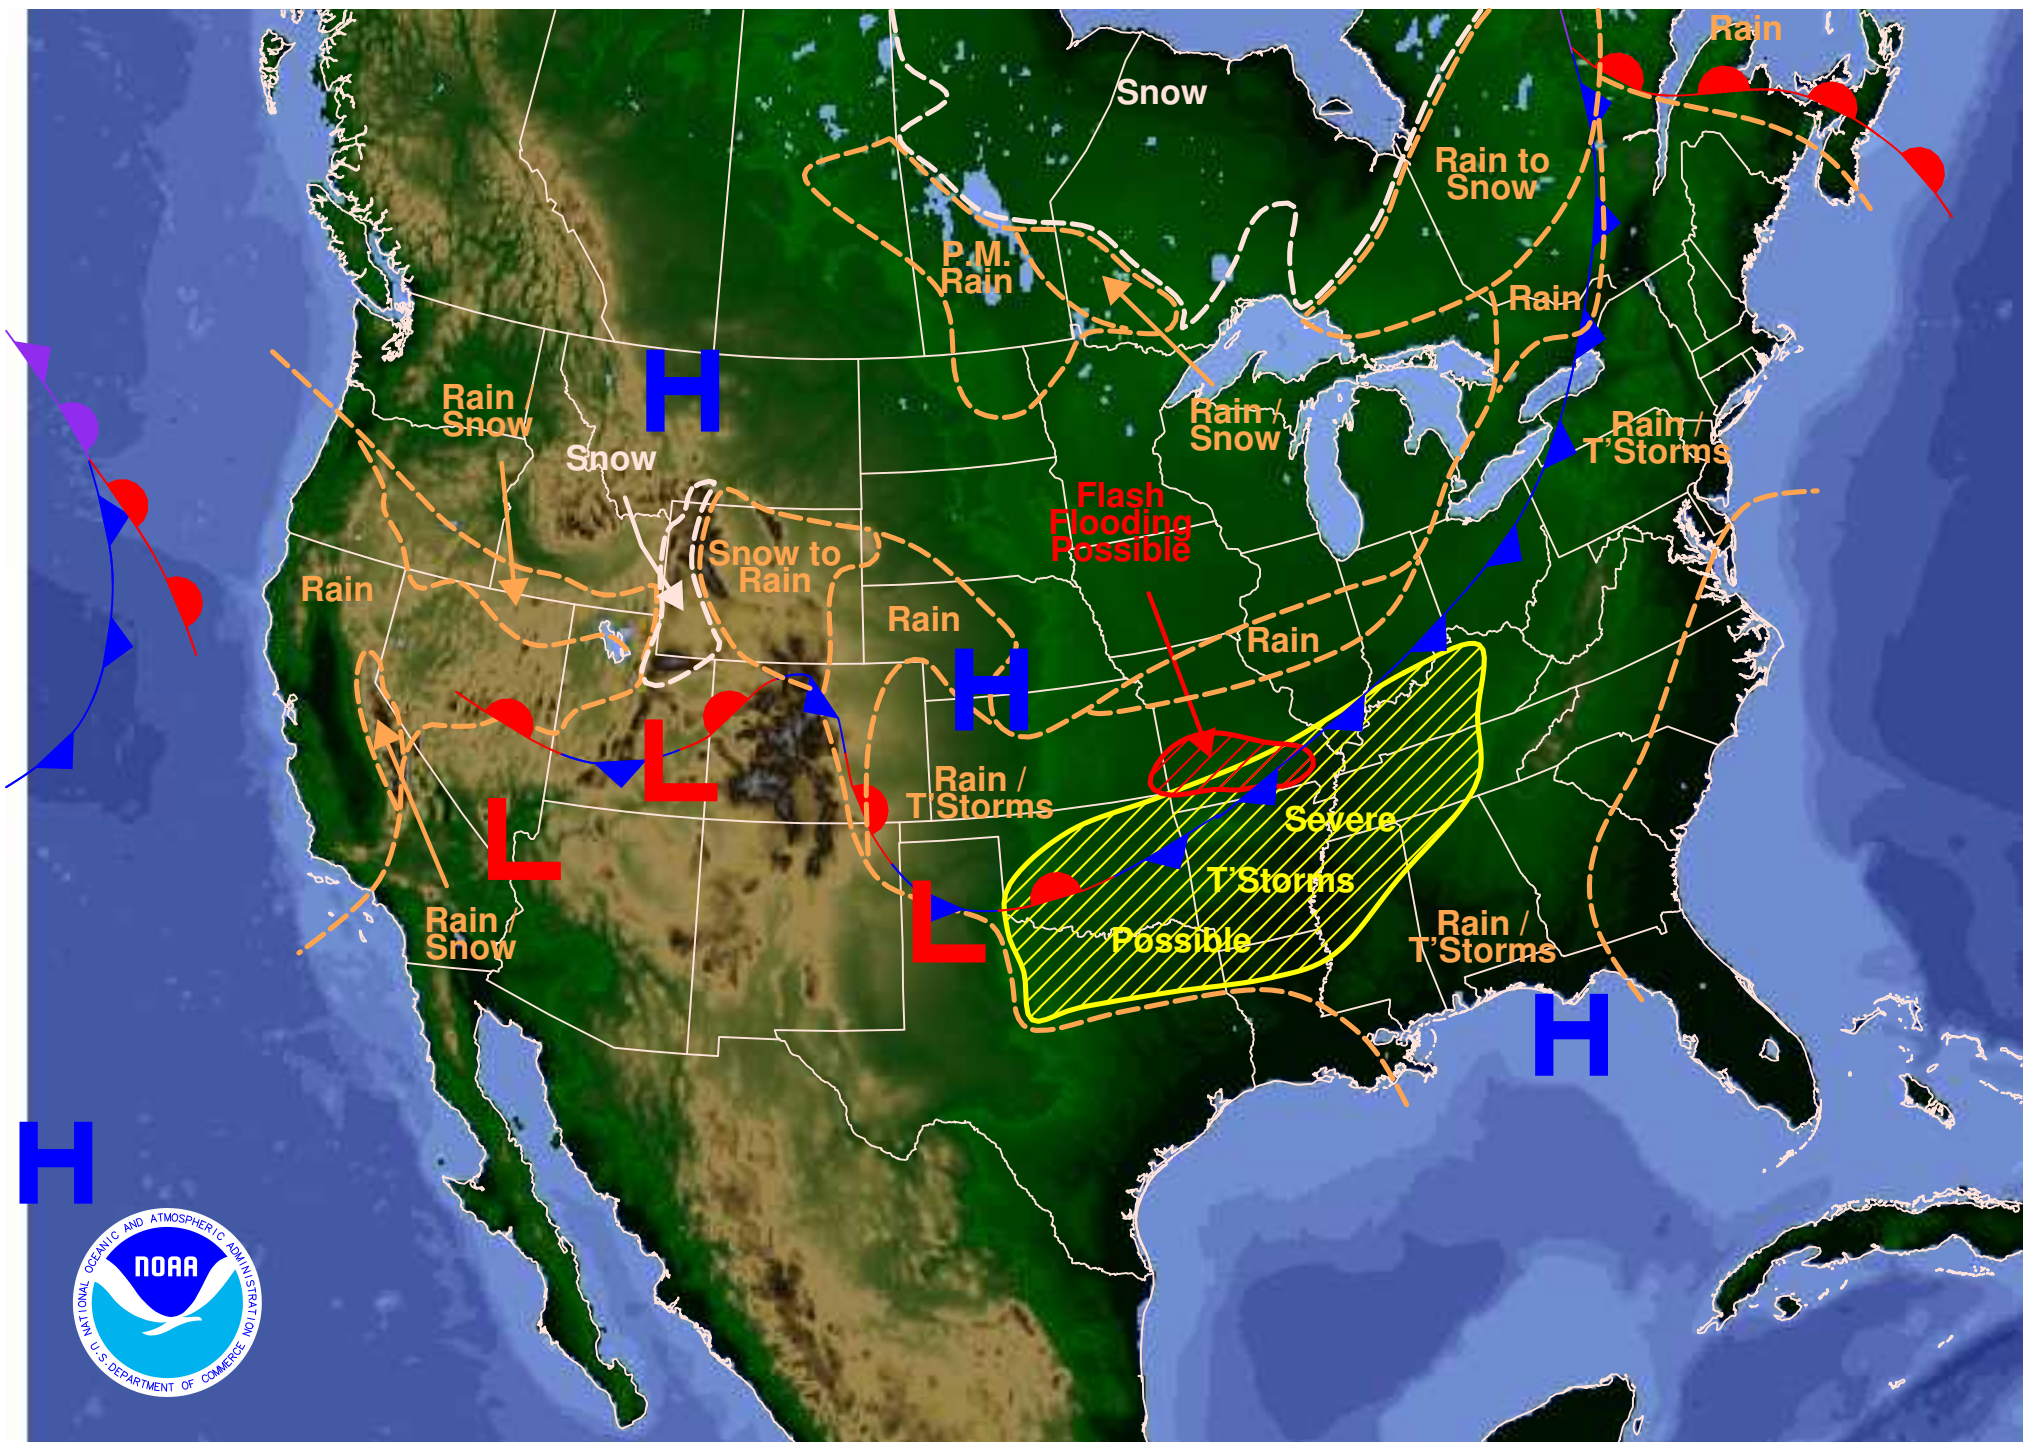 Rain
Snow
Rain to
Snow
P.M.
Rain
Rain
Rain /
Snow
H
Rain
Snow
Snow
Rain /
T'Storms
Flash
Flooding
Possible
Snow to
Rain
Rain
Rain
Rain
H
L
Rain /
T'Storms
L
Severe
T'Storms
Possible
L
Rain /
Snow
Rain /
T'Storms
H
H
NATIONAL OCEANIC AND ATMOSPHERIC ADMINISTRATION
NOAA
U.S. DEPARTMENT OF COMMERCE